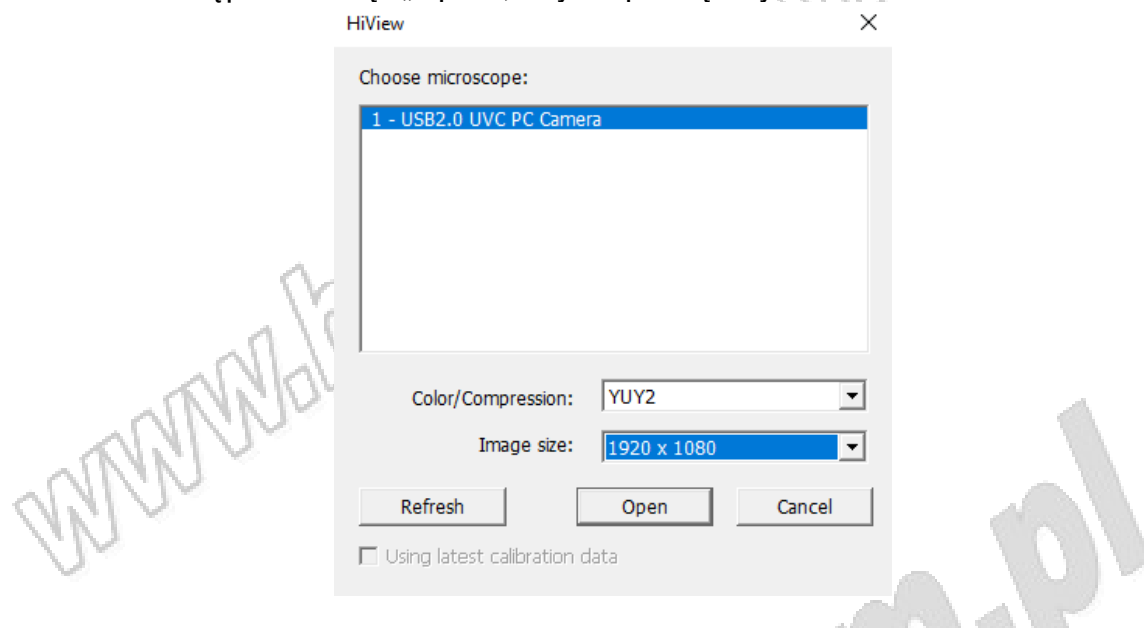 HiView
Choose microscope:
1 - USB2.0 UVC PC Camera
Color/Compression: YUY2
Image size: 1920 x 1080
Refresh Open Cancel
Using latest calibration data